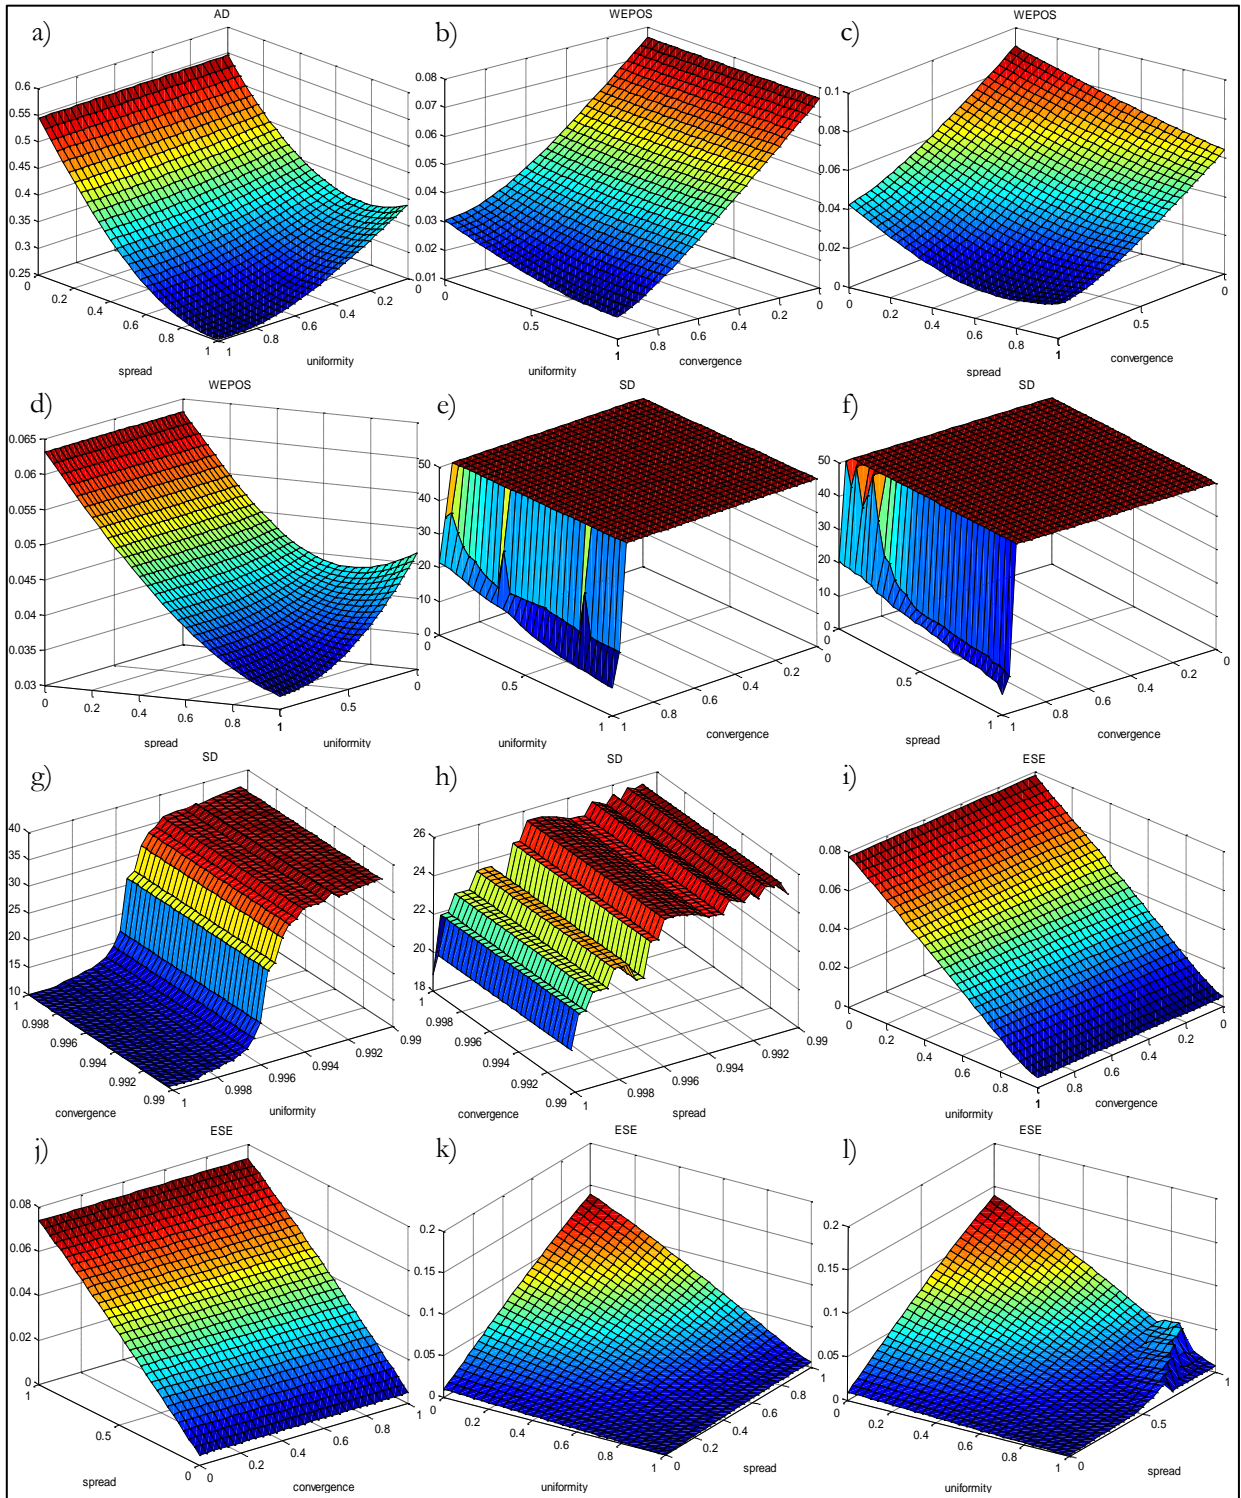 a) AD
0.6
0.55
0.5
0.45
0.4
0.35
0.3
0.25
0 0.2 0.4 0.6 0.8 1
1 0.8 0.6 0.4 0.2 0
spread uniformity
b) WEPOS
0.08
0.07
0.06
0.05
0.04
0.03
0.02
0.01
0 0.5 1
1 0.8 0.6 0.4 0.2 0
uniformity convergence
c) WEPOS
0.1
0.08
0.06
0.04
0.02
0
0 0.2 0.4 0.6 0.8 1
1 0.5 0
spread convergence
d) WEPOS
0.065
0.06
0.055
0.05
0.045
0.04
0.035
0.03
0 0.2 0.4 0.6 0.8 1
1 0.5 0
spread uniformity
e) SD
50
40
30
20
10
0
0 0.5 1
1 0.8 0.6 0.4 0.2 0
uniformity convergence
f) SD
50
40
30
20
10
0
0 0.5 1
1 0.8 0.6 0.4 0.2 0
spread convergence
g) SD
40
35
30
25
20
15
10
1 0.998 0.996 0.994 0.992 0.99
1 0.998 0.996 0.994 0.992 0.99
convergence uniformity
h) SD
26
24
22
20
18
1 0.998 0.996 0.994 0.992 0.99
1 0.998 0.996 0.994 0.992 0.99
convergence spread
i) ESE
0.08
0.06
0.04
0.02
0
0 0.2 0.4 0.6 0.8 1
1 0.8 0.6 0.4 0.2 0
uniformity convergence
j) ESE
0.08
0.06
0.04
0.02
0
1 0.5 0
0 0.2 0.4 0.6 0.8 1
spread convergence
k) ESE
0.2
0.15
0.1
0.05
0
0 0.2 0.4 0.6 0.8 1
0 0.2 0.4 0.6 0.8 1
uniformity spread
l) ESE
0.2
0.15
0.1
0.05
0
0 0.2 0.4 0.6 0.8 1
0 0.5 1
uniformity spread